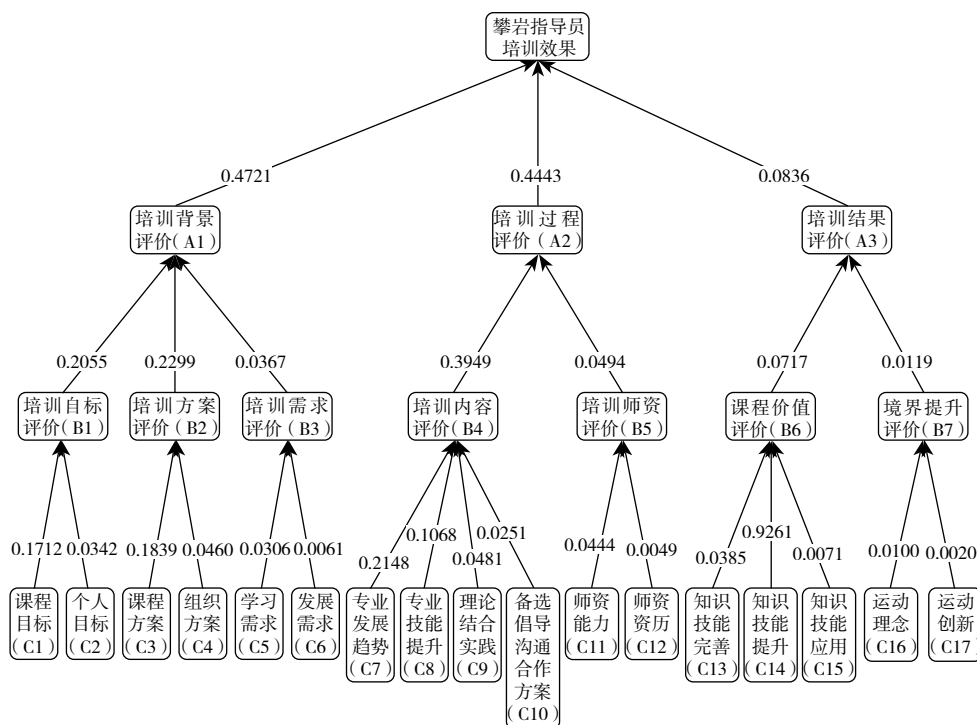 攀岩指导员
培训效果
0.4721
0.4443
0.0836
培训背景
评价(A1)
培训过程
评价(A2)
培训结果
评价(A3)
0.2055
0.2299
0.0367
0.3949
0.0494
0.0717
0.0119
培训目标
评价(B1)
培训方案
评价(B2)
培训需求
评价(B3)
培训内容
评价(B4)
培训师资
评价(B5)
课程价值
评价(B6)
境界提升
评价(B7)
0.1712
0.0342
0.1839
0.0460
0.0306
0.0061
0.2148
0.1068
0.0481
0.0251
0.0444
0.0049
0.0385
0.9261
0.0071
0.0100
0.0020
课程
目标
(C1)
个人
目标
(C2)
课程
方案
(C3)
组织
方案
(C4)
学习
需求
(C5)
发展
需求
(C6)
专业
发展
趋势
(C7)
专业
技能
提升
(C8)
理论
结合
实践
(C9)
备选
倡导
沟通
合作
方案
(C10)
师资
能力
(C11)
师资
资历
(C12)
知识
技能
完善
(C13)
知识
技能
提升
(C14)
知识
技能
应用
(C15)
运动
理念
(C16)
运动
创新
(C17)